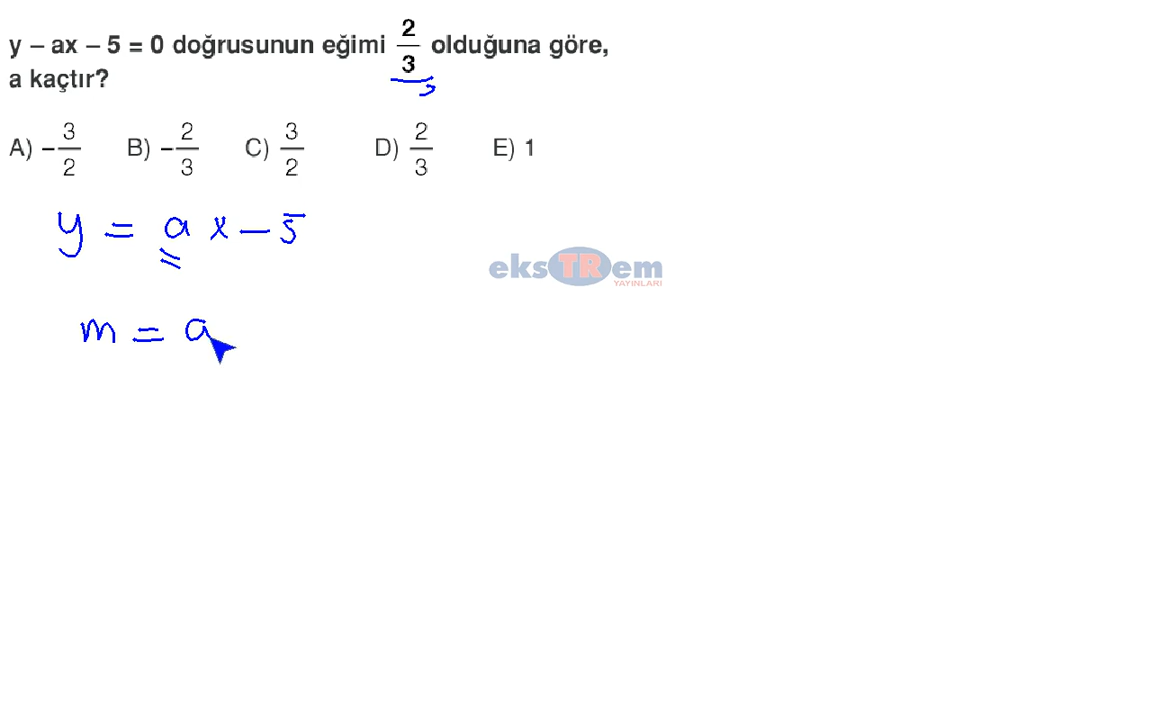 y – ax – 5 = 0 doğrusunun eğimi 2/3 olduğuna göre,
a kaçtır?
A) –3/2 B) –2/3 C) 3/2 D) 2/3 E) 1
y = ax – 5
eksTRem
YAYINLARI
m = a